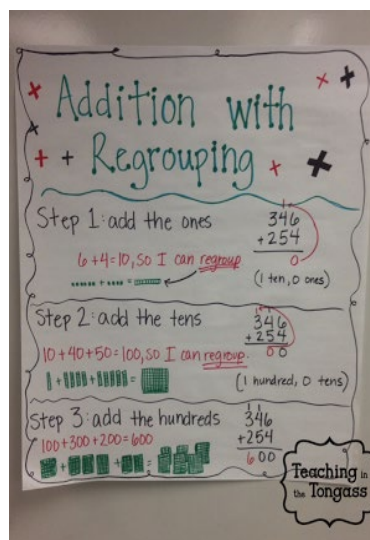 Addition with
Regrouping
Step 1: add the ones
1
346
+254
0
6+4=10, so I can regroup
(1 ten, 0 ones)
Step 2: add the tens
11
346
+254
00
10+40+50=100, so I can regroup.
(1 hundred, 0 tens)
Step 3: add the hundreds
11
346
+254
600
100+300+200=600
Teaching in
the Tongass